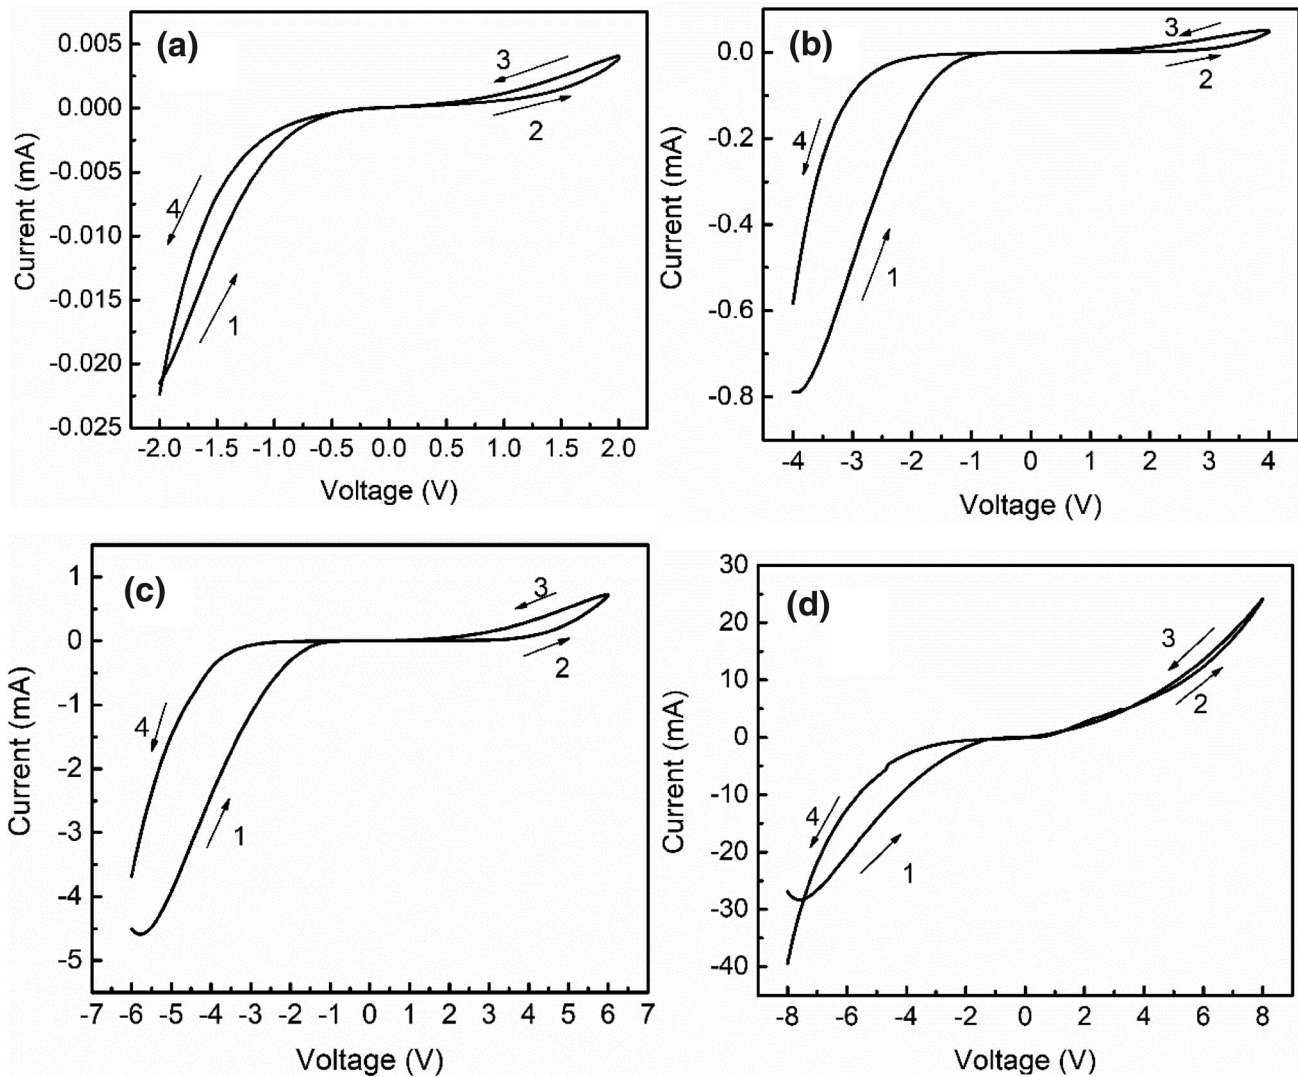 (a)
0.005
0.000
-0.005
-0.010
-0.015
-0.020
-0.025
Current (mA)
3
2
4
1
-2.0 -1.5 -1.0 -0.5 0.0 0.5 1.0 1.5 2.0
Voltage (V)
(b)
0.0
-0.2
-0.4
-0.6
-0.8
Current (mA)
3
2
4
1
-4 -3 -2 -1 0 1 2 3 4
Voltage (V)
(c)
1
0
-1
-2
-3
-4
-5
Current (mA)
3
2
4
1
-7 -6 -5 -4 -3 -2 -1 0 1 2 3 4 5 6 7
Voltage (V)
(d)
30
20
10
0
-10
-20
-30
-40
Current (mA)
3
2
4
1
-8 -6 -4 -2 0 2 4 6 8
Voltage (V)